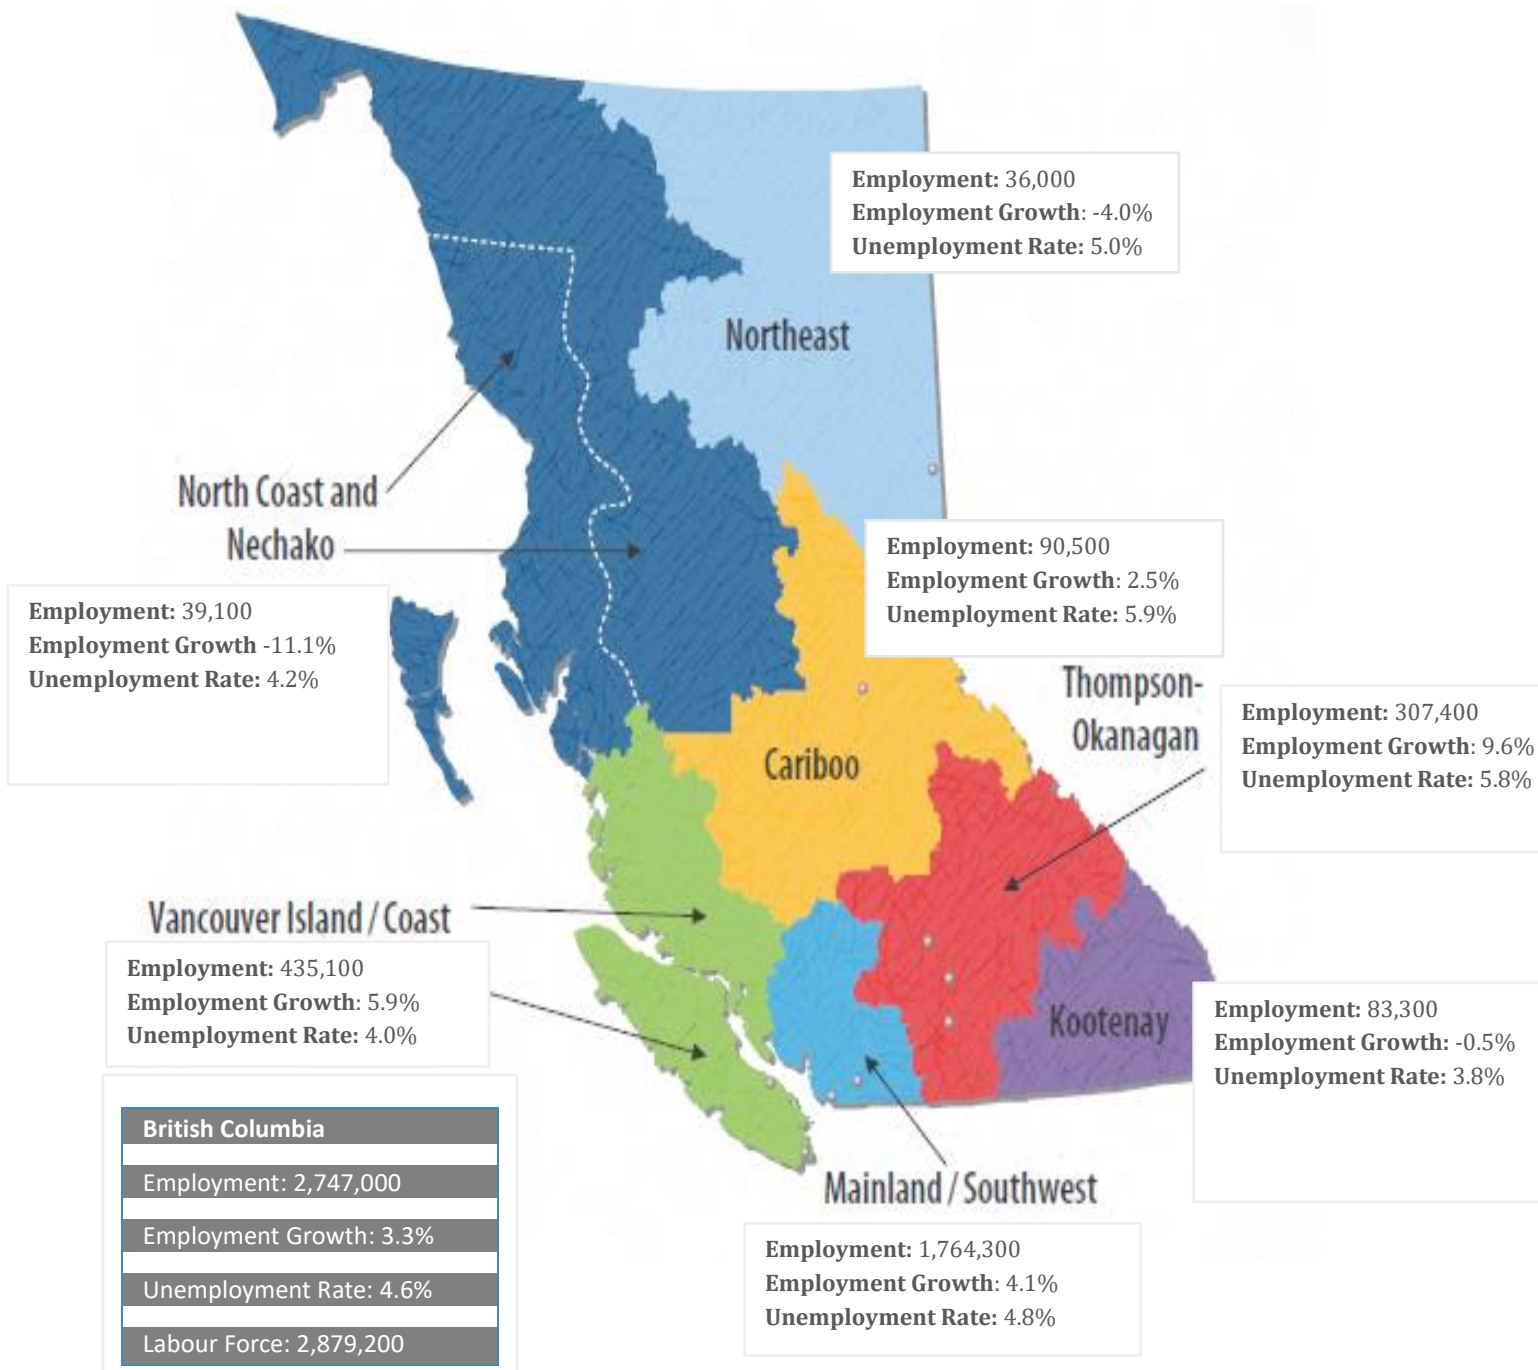 Employment: 36,000
Employment Growth: -4.0%
Unemployment Rate: 5.0%
Northeast
North Coast and
Nechako
Employment: 39,100
Employment Growth -11.1%
Unemployment Rate: 4.2%
Employment: 90,500
Employment Growth: 2.5%
Unemployment Rate: 5.9%
Cariboo
Thompson-
Okanagan
Employment: 307,400
Employment Growth: 9.6%
Unemployment Rate: 5.8%
Vancouver Island / Coast
Employment: 435,100
Employment Growth: 5.9%
Unemployment Rate: 4.0%
Kootenay
Employment: 83,300
Employment Growth: -0.5%
Unemployment Rate: 3.8%
Mainland / Southwest
Employment: 1,764,300
Employment Growth: 4.1%
Unemployment Rate: 4.8%
British Columbia
Employment: 2,747,000
Employment Growth: 3.3%
Unemployment Rate: 4.6%
Labour Force: 2,879,200